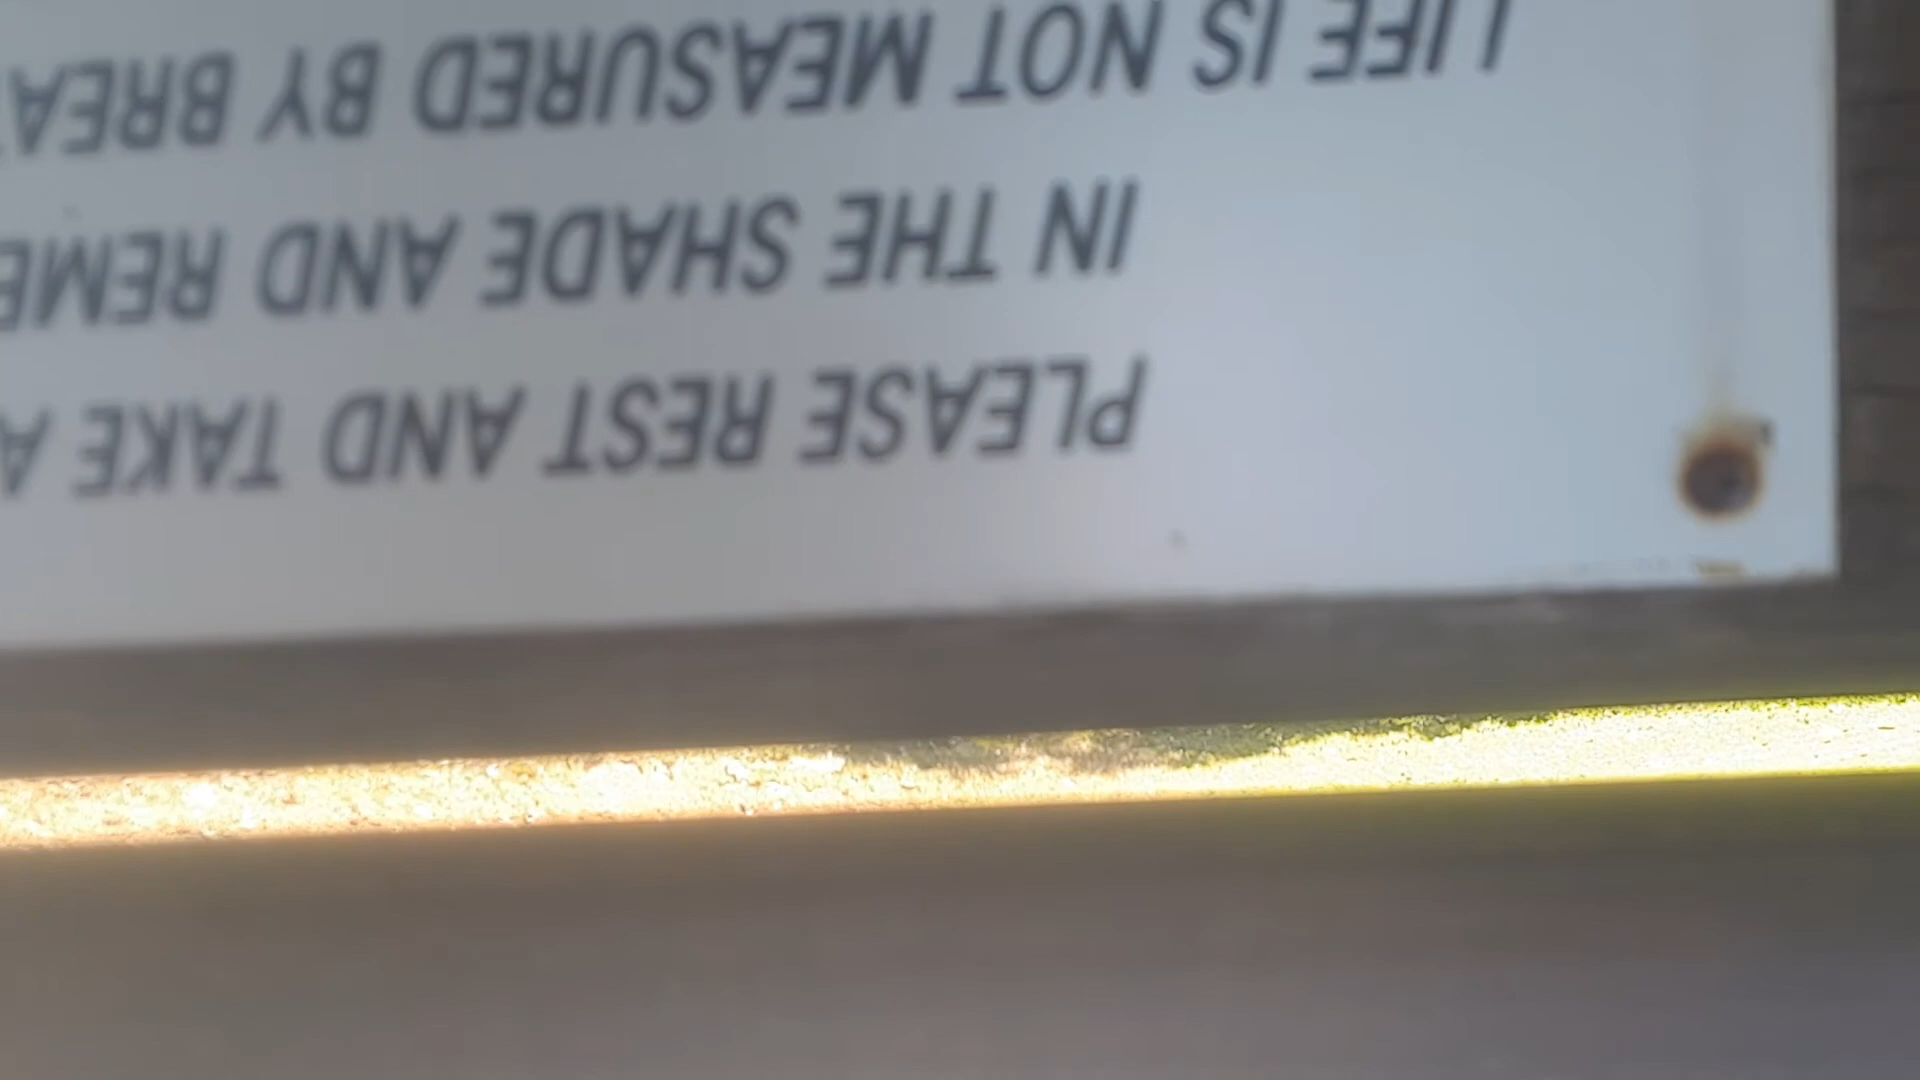 PLEASE REST AND TAKE A
IN THE SHADE AND REME
LIFE IS NOT MEASURED BY BREA